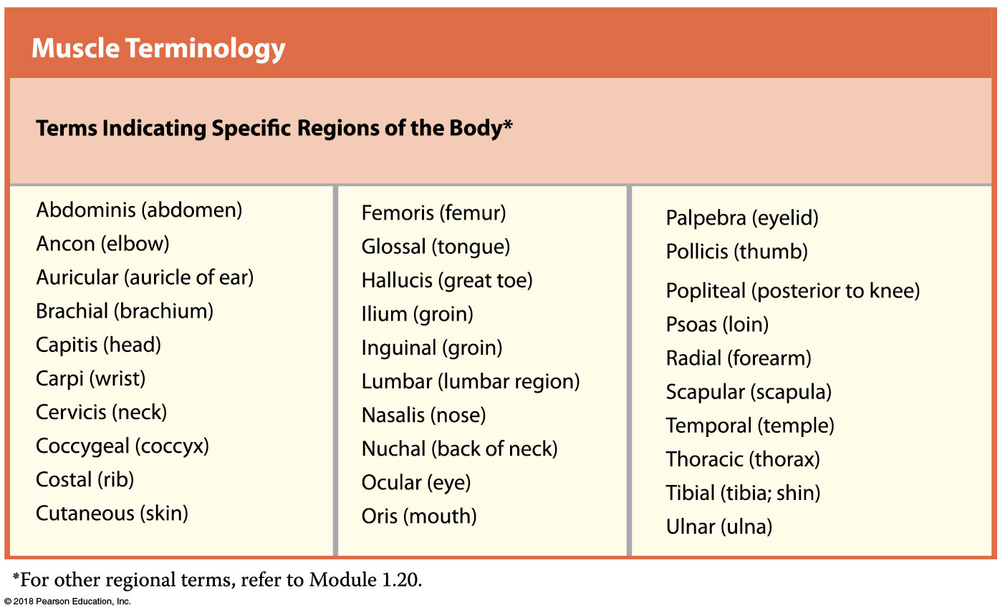 Muscle Terminology
Terms Indicating Specific Regions of the Body*
Abdominis (abdomen)
Ancon (elbow)
Auricular (auricle of ear)
Brachial (brachium)
Capitis (head)
Carpi (wrist)
Cervicis (neck)
Coccygeal (coccyx)
Costal (rib)
Cutaneous (skin)
Femoris (femur)
Glossal (tongue)
Hallucis (great toe)
Ilium (groin)
Inguinal (groin)
Lumbar (lumbar region)
Nasalis (nose)
Nuchal (back of neck)
Ocular (eye)
Oris (mouth)
Palpebra (eyelid)
Pollicis (thumb)
Popliteal (posterior to knee)
Psoas (loin)
Radial (forearm)
Scapular (scapula)
Temporal (temple)
Thoracic (thorax)
Tibial (tibia; shin)
Ulnar (ulna)
*For other regional terms, refer to Module 1.20.
© 2018 Pearson Education, Inc.